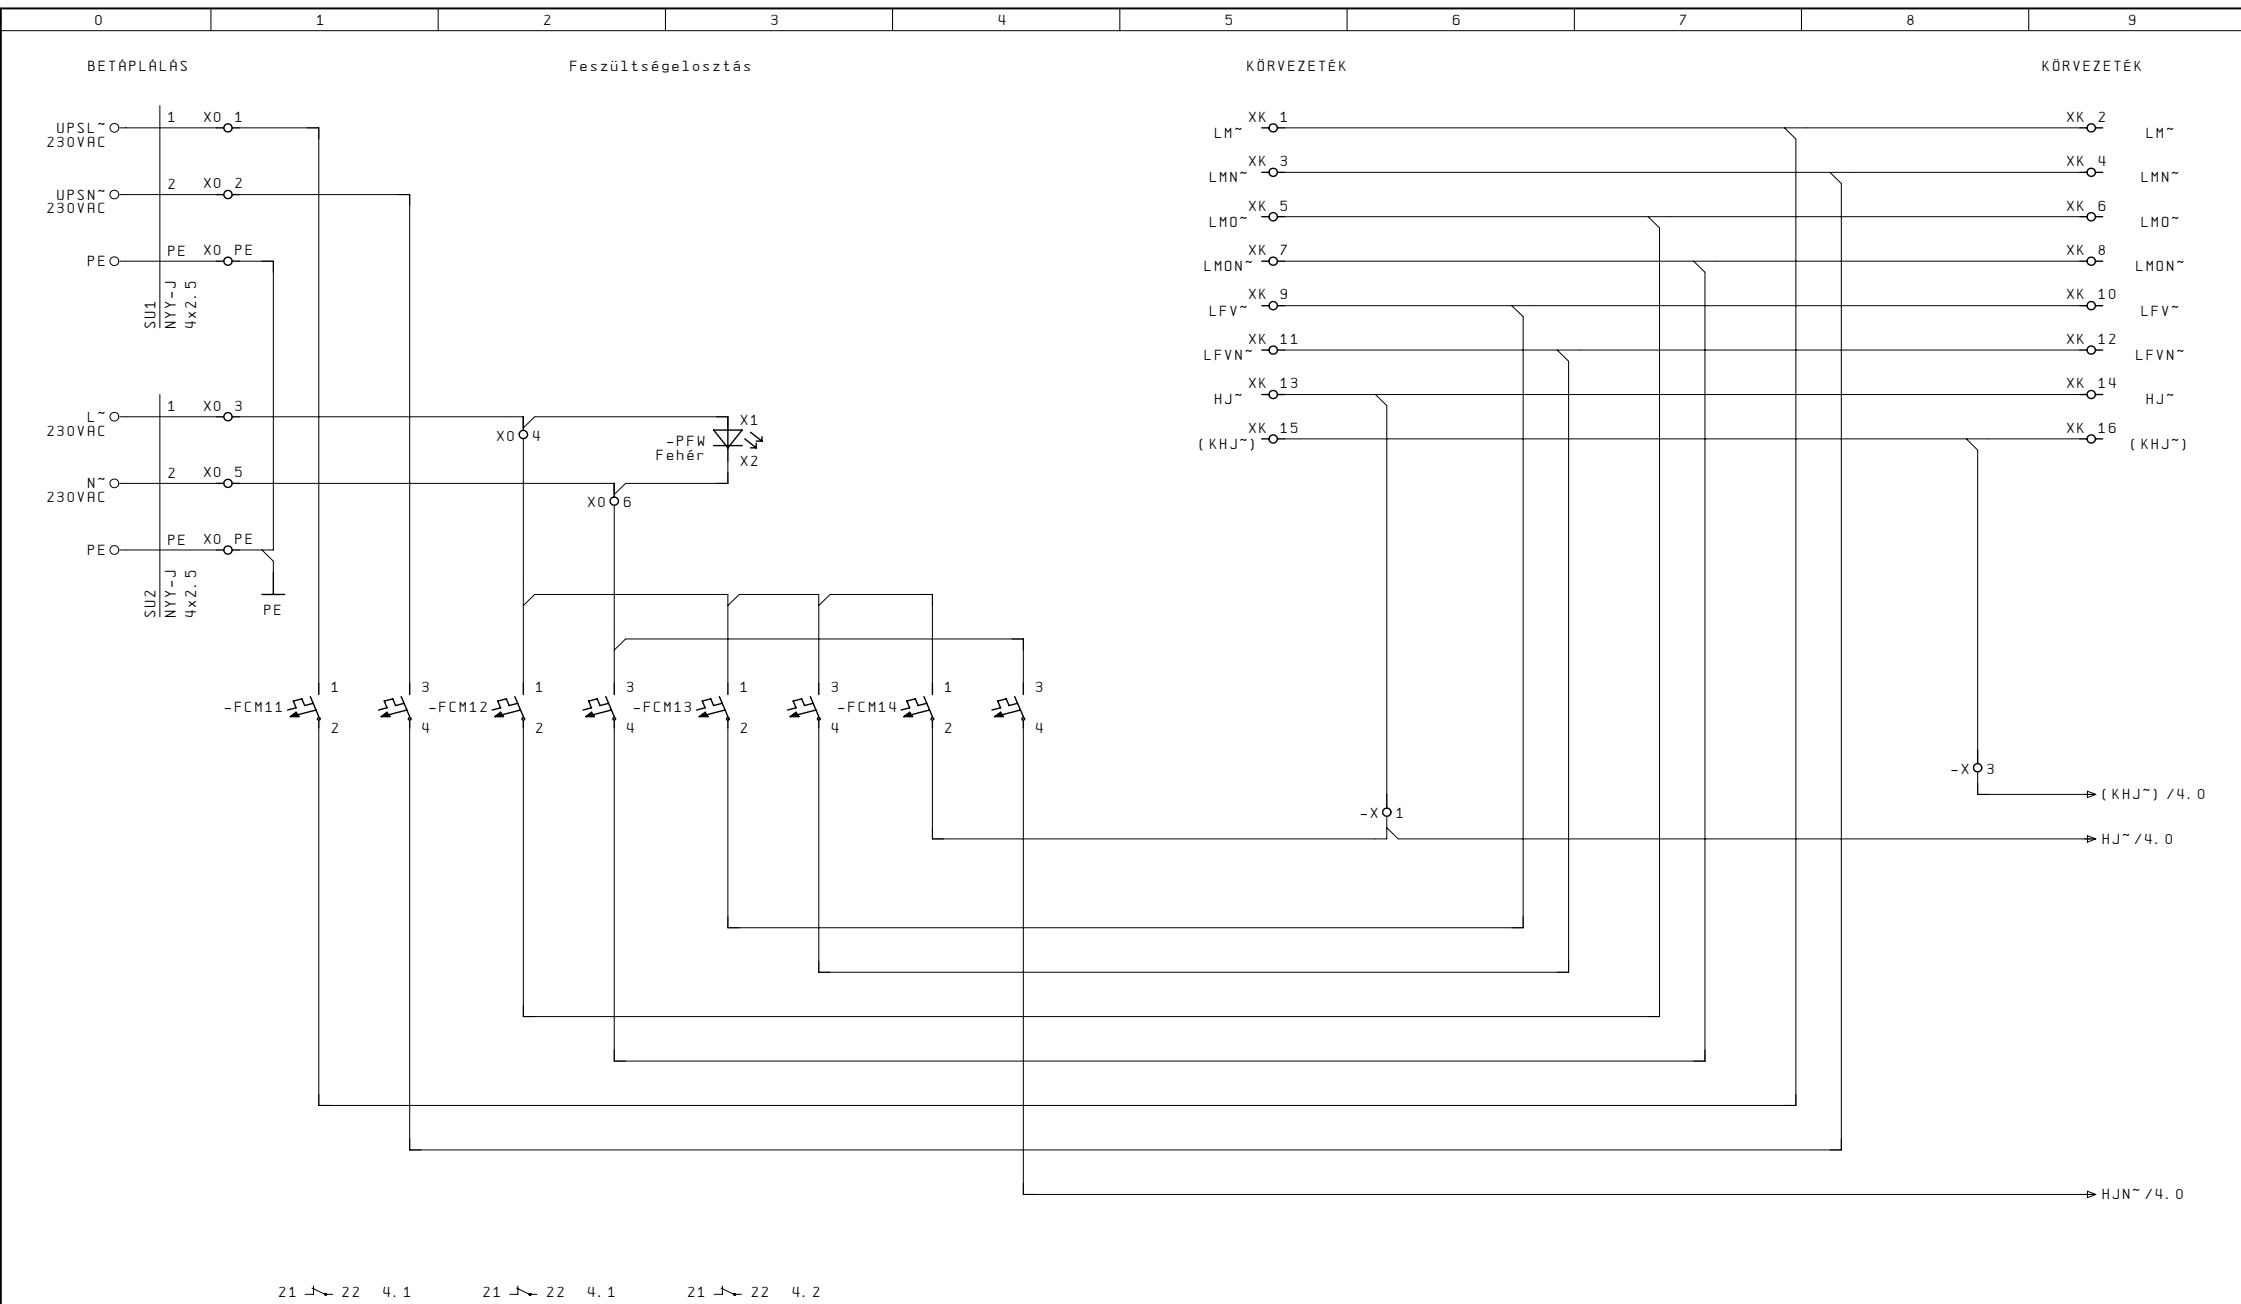 0 1 2 3 4 5 6 7 8 9
BETÁPLÁLÁS Feszültségelosztás KÖRVEZETÉK KÖRVEZETÉK
UPSL~ 1 X0 1
230VAC
UPSN~ 2 X0 2
230VAC
PE PE X0 PE
SU1
NYY-J
4x2.5
L~ 1 X0 3
230VAC
N~ 2 X0 5
230VAC
PE PE X0 PE
SU2
NYY-J
4x2.5
PE
X0 4
X0 6
-PFW
Fehér
X1
X2
LM~ XK 1 XK 2 LM~
LMN~ XK 3 XK 4 LMN~
LMO~ XK 5 XK 6 LMO~
LMON~ XK 7 XK 8 LMON~
LFV~ XK 9 XK 10 LFV~
LFVN~ XK 11 XK 12 LFVN~
HJ~ XK 13 XK 14 HJ~
(KHJ~) XK 15 XK 16 (KHJ~)
1 3 1 3 1 3 1 3
-FCM11 -FCM12 -FCM13 -FCM14
2 4 2 4 2 4 2 4
-X 3
(KHJ~)/4.0
-X 1
HJ~/4.0
HJN~/4.0
21 22 4.1 21 22 4.1 21 22 4.2